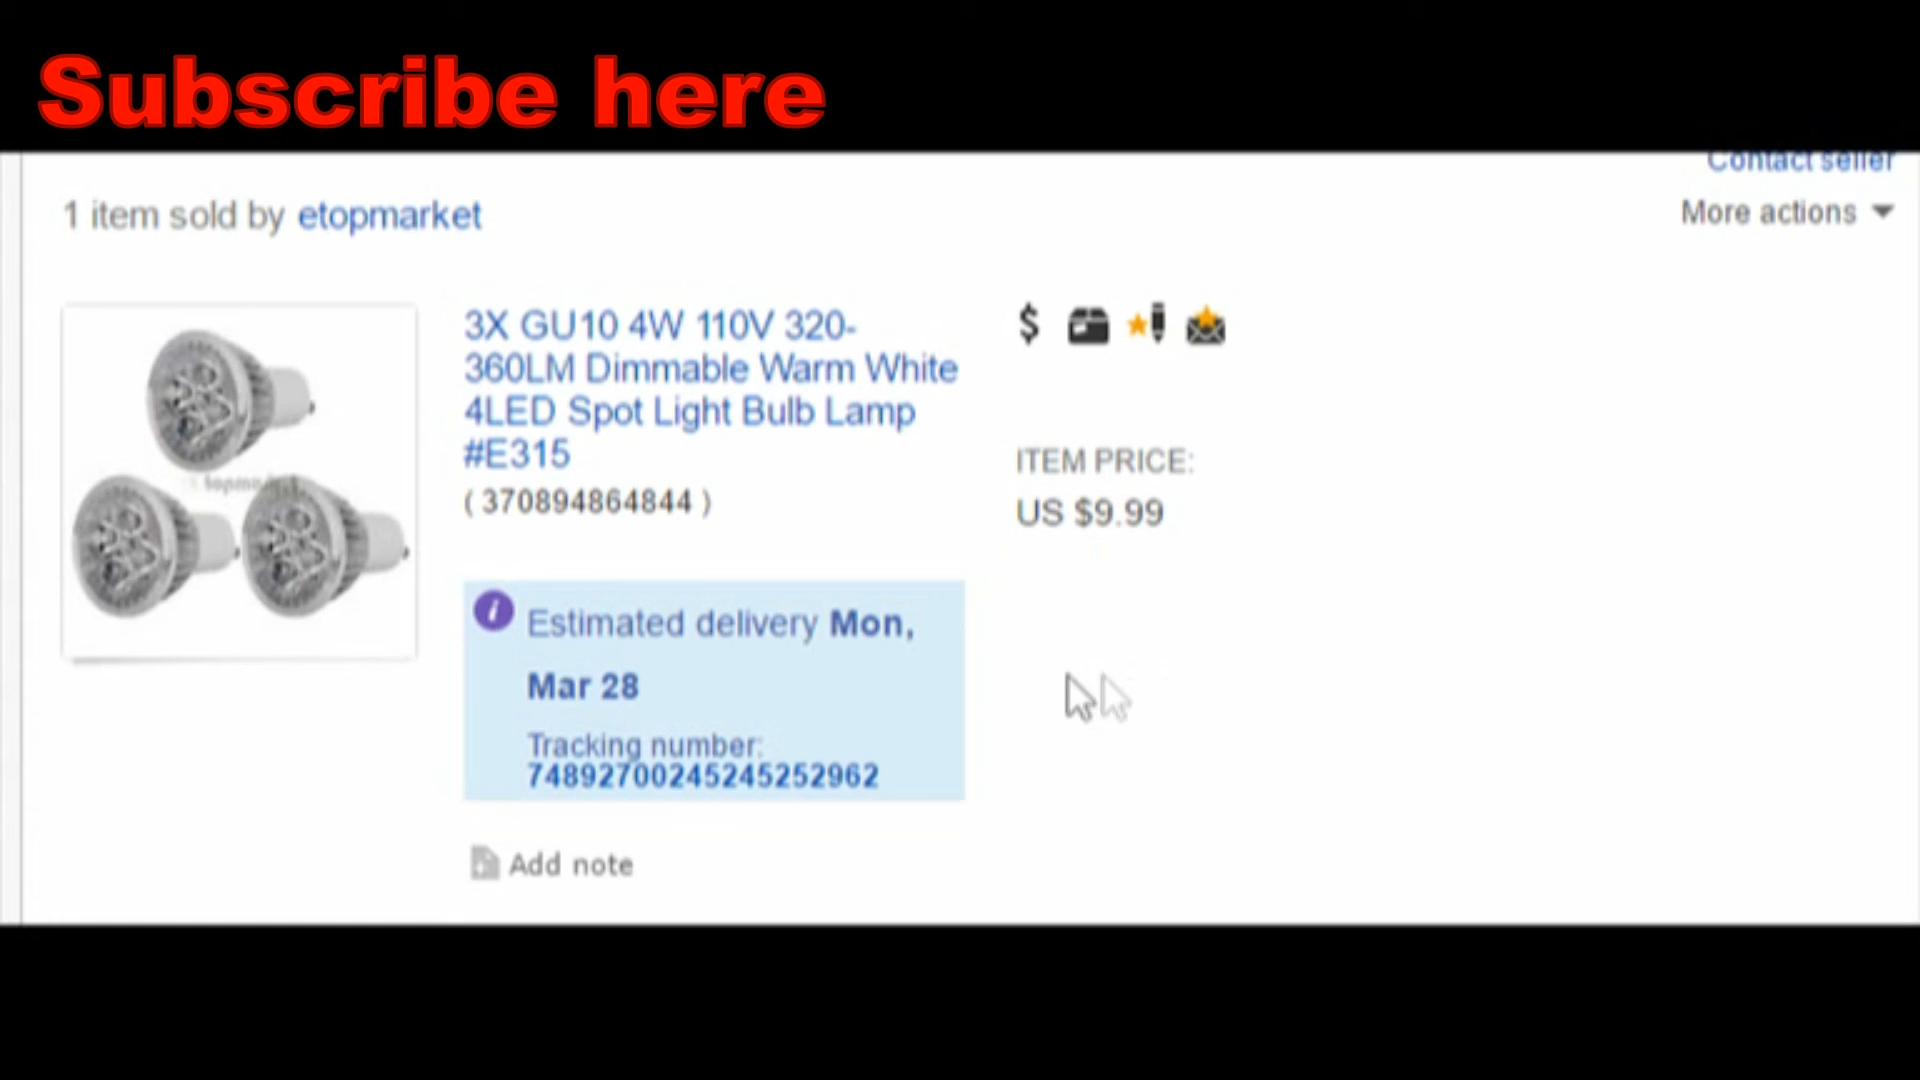 Subscribe here
Contact seller
1 item sold by etopmarket
More actions
3X GU10 4W 110V 320-
360LM Dimmable Warm White
4LED Spot Light Bulb Lamp
#E315
( 370894864844 )
$
ITEM PRICE:
US $9.99
Estimated delivery Mon,
Mar 28
Tracking number:
74892700245245252962
Add note